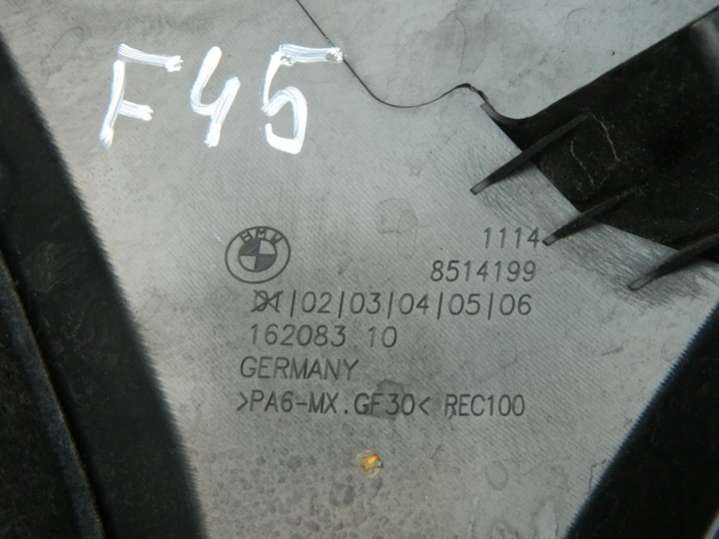 F45
BMW
1114
8514199
01|02|03|04|05|06
162083 10
GERMANY
>PA6-MX.GF30< REC100